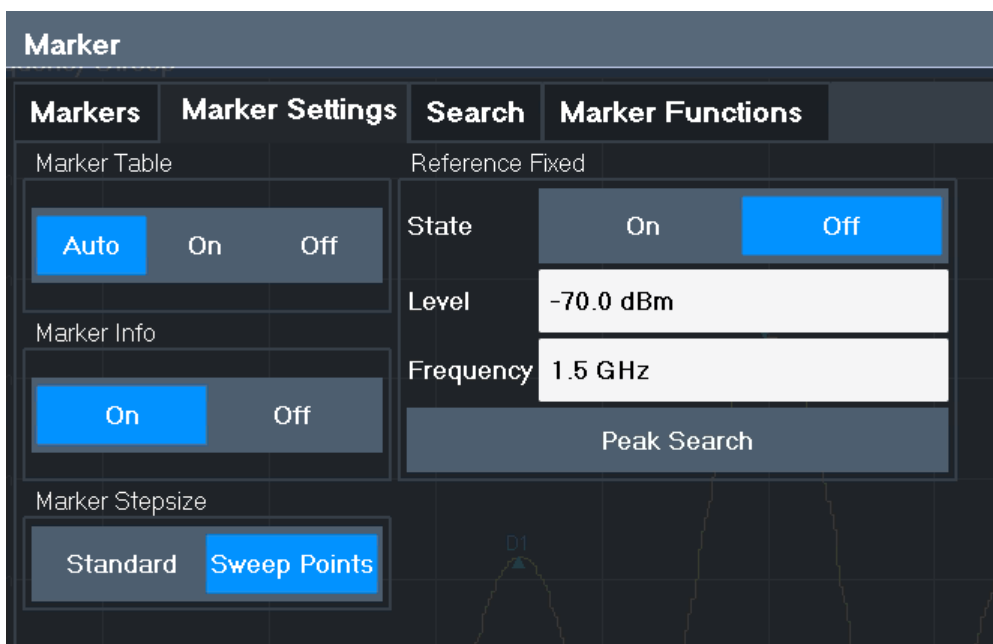 Marker
Markers Marker Settings Search Marker Functions
Marker Table
Auto On Off
Marker Info
On Off
Marker Stepsize
Standard Sweep Points
Reference Fixed
State On Off
Level -70.0 dBm
Frequency 1.5 GHz
Peak Search
D1